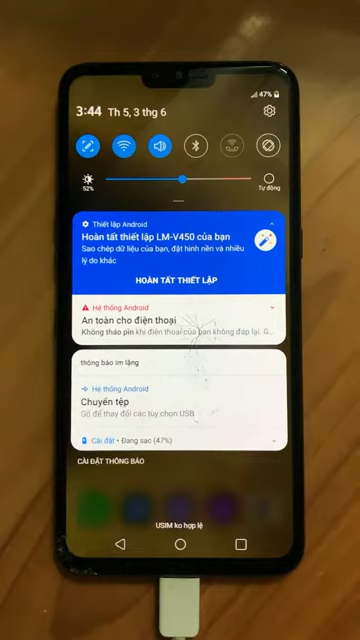 47%
3:44 Th 5, 3 thg 6
52%
Tự động
Thiết lập Android
Hoàn tất thiết lập LM-V450 của bạn
Sao chép dữ liệu của bạn, đặt hình nền và nhiều
lý do khác
HOÀN TẤT THIẾT LẬP
Hệ thống Android
An toàn cho điện thoại
Không tháo pin khi điện thoại của bạn không đáp lại. G...
thông báo im lặng
Hệ thống Android
Chuyển tệp
Gõ để thay đổi các tùy chọn USB
Cài đặt • Đang sạc (47%)
CÀI ĐẶT THÔNG BÁO
USIM ko hợp lệ